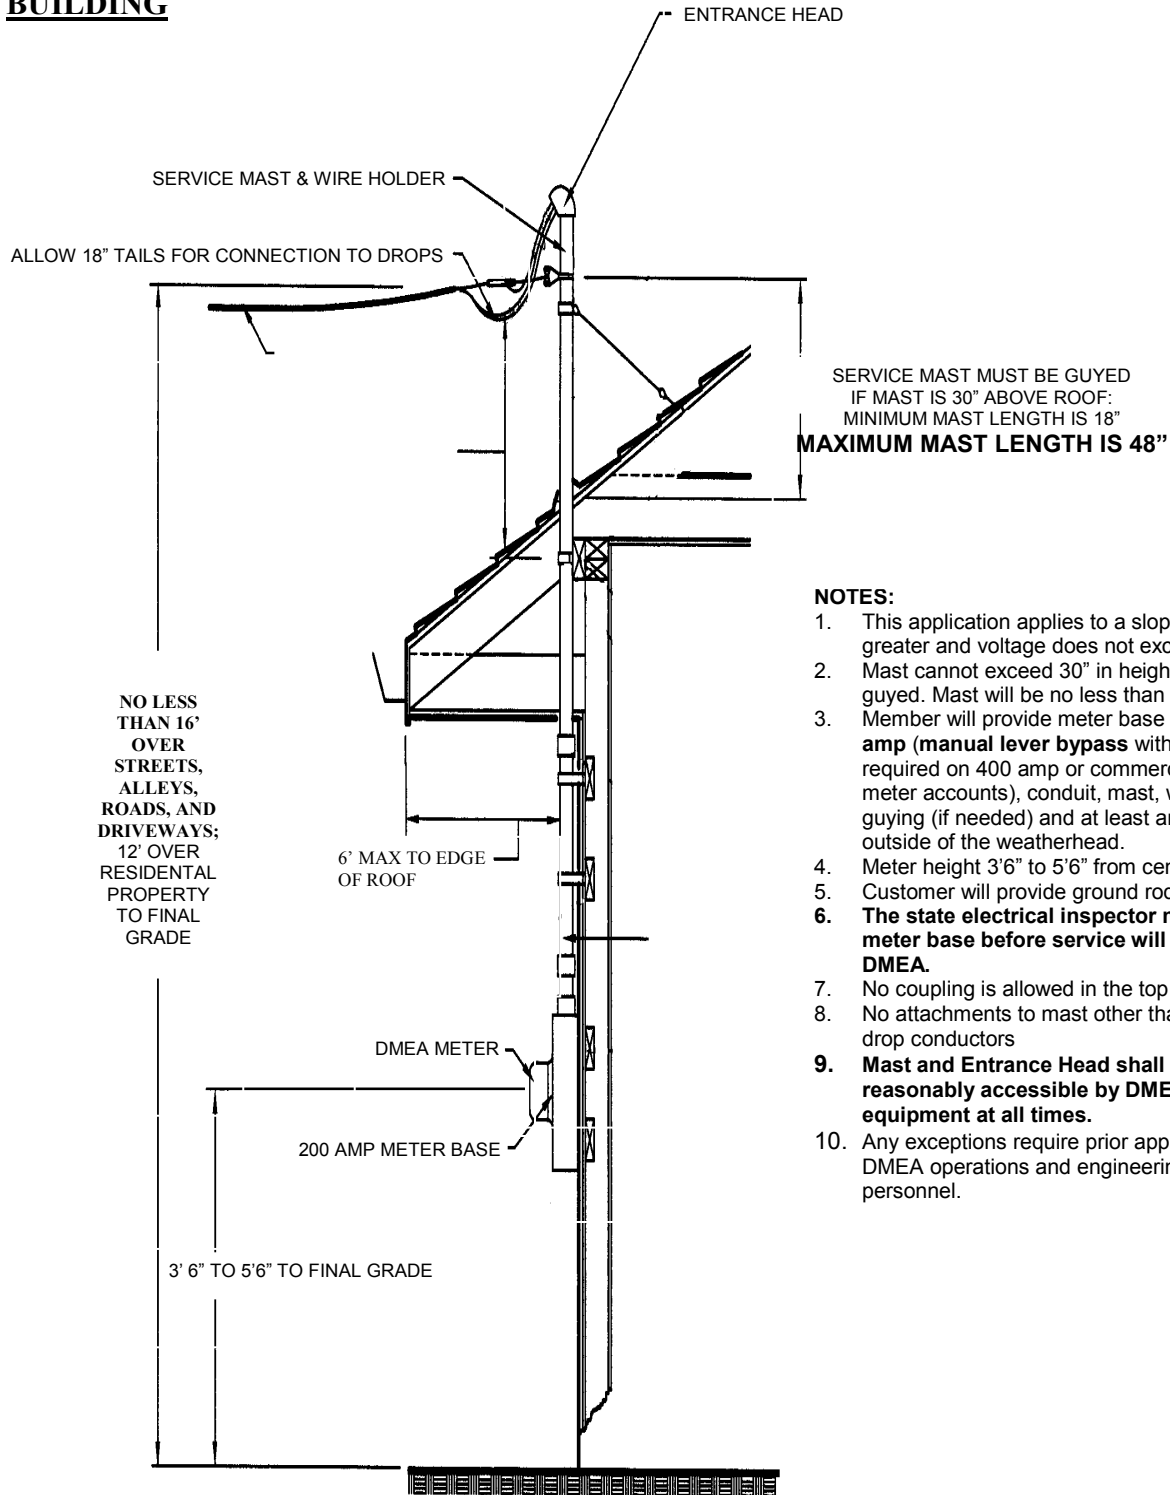 BUILDING
ENTRANCE HEAD
SERVICE MAST & WIRE HOLDER
ALLOW 18” TAILS FOR CONNECTION TO DROPS
SERVICE MAST MUST BE GUYED
IF MAST IS 30” ABOVE ROOF:
MINIMUM MAST LENGTH IS 18”
MAXIMUM MAST LENGTH IS 48”
NO LESS
THAN 16’
OVER
STREETS,
ALLEYS,
ROADS, AND
DRIVEWAYS;
12’ OVER
RESIDENTAL
PROPERTY
TO FINAL
GRADE
6’ MAX TO EDGE
OF ROOF
DMEA METER
200 AMP METER BASE
3’ 6” TO 5’6” TO FINAL GRADE
NOTES:
1. This application applies to a slop
greater and voltage does not exc
2. Mast cannot exceed 30” in heigh
guyed. Mast will be no less than
3. Member will provide meter base
amp (manual lever bypass with
required on 400 amp or commerc
meter accounts), conduit, mast, w
guying (if needed) and at least an
outside of the weatherhead.
4. Meter height 3’6” to 5’6” from cen
5. Customer will provide ground rod
6. The state electrical inspector m
meter base before service will
DMEA.
7. No coupling is allowed in the top
8. No attachments to mast other tha
drop conductors
9. Mast and Entrance Head shall
reasonably accessible by DMEA
equipment at all times.
10. Any exceptions require prior app
DMEA operations and engineerin
personnel.